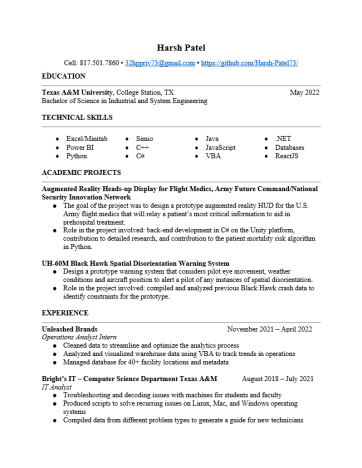 Harsh Patel
Cell: 817.501.7860 • 32hppriv73@gmail.com • https://github.com/Harsh-Patel73/
EDUCATION
Texas A&M University, College Station, TX May 2022
Bachelor of Science in Industrial and System Engineering
TECHNICAL SKILLS
• Excel/Minitab • Simio • Java • .NET
• Power BI • C++ • JavaScript • Databases
• Python • C# • VBA • ReactJS
ACADEMIC PROJECTS
Augmented Reality Heads-up Display for Flight Medics, Army Future Command/National
Security Innovation Network
• The goal of the project was to design a prototype augmented reality HUD for the U.S.
Army flight medics that will relay a patient's most critical information to aid in
prehospital treatment.
• Role in the project involved: back-end development in C# on the Unity platform,
contribution to detailed research, and contribution to the patient mortality risk algorithm
in Python.
UH-60M Black Hawk Spatial Disorientation Warning System
• Design a prototype warning system that considers pilot eye movement, weather
conditions and aircraft position to alert a pilot of any instances of spatial disorientation.
• Role in the project involved: compiled and analyzed previous Black Hawk crash data to
identify constraints for the prototype.
EXPERIENCE
Unleashed Brands November 2021 – April 2022
Operations Analyst Intern
• Cleaned data to streamline and optimize the analytics process
• Analyzed and visualized warehouse data using VBA to track trends in operations
• Managed database for 40+ facility locations and metadata
Bright's IT – Computer Science Department Texas A&M August 2018 – July 2021
IT Analyst
• Troubleshooting and decoding issues with machines for students and faculty
• Produced scripts to solve recurring issues on Linux, Mac, and Windows operating
systems
• Compiled data from different problem types to generate a guide for new technicians